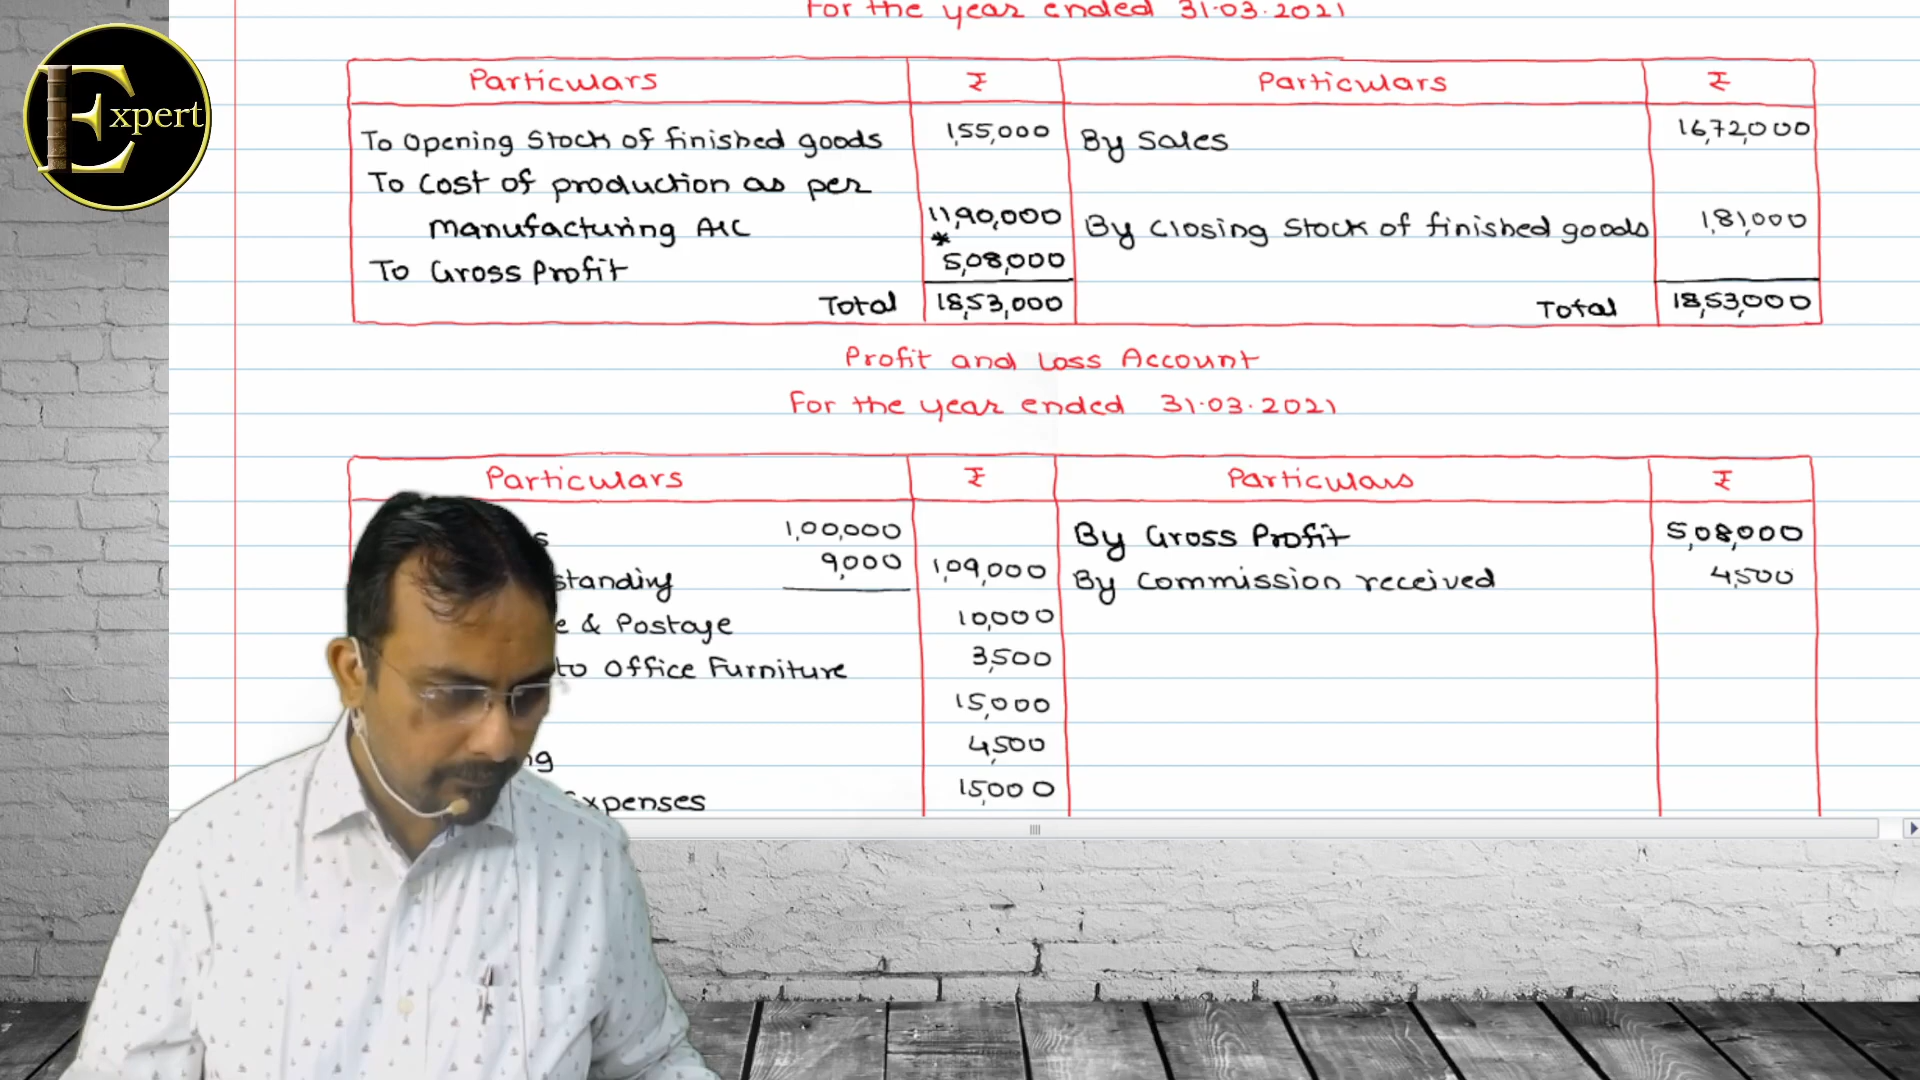 Expert
For the year ended 31.03.2021
Particulars ₹ Particulars ₹
To Opening Stock of finished goods 1,55,000 By Sales 16,72,000
To Cost of production as per
manufacturing A/C 11,90,000 By Closing Stock of finished goods 1,81,000
*
To Gross Profit 5,08,000
Total 18,53,000 Total 18,53,000
Profit and Loss Account
For the year ended 31.03.2021
Particulars ₹ Particulars ₹
1,00,000 By Gross Profit 5,08,000
standing 9,000 1,09,000 By Commission received 4,500
& Postage 10,000
to Office Furniture 3,500
15,000
4,500
Expenses 15,000